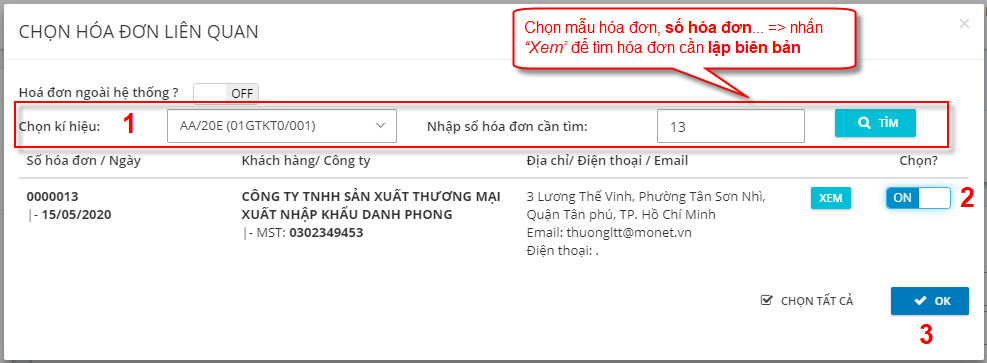 Chọn mẫu hóa đơn, số hóa đơn... => nhấn
“Xem” để tìm hóa đơn cần lập biên bản
CHỌN HÓA ĐƠN LIÊN QUAN
×
Hoá đơn ngoài hệ thống ? OFF
Chọn kí hiệu: 1 AA/20E (01GTKT0/001) Nhập số hóa đơn cần tìm: 13 TÌM
Số hóa đơn / Ngày Khách hàng/ Công ty Địa chỉ/ Điện thoại / Email Chọn?
0000013 CÔNG TY TNHH SẢN XUẤT THƯƠNG MẠI 3 Lương Thế Vinh, Phường Tân Sơn Nhì, XEM ON 2
|- 15/05/2020 XUẤT NHẬP KHẨU DANH PHONG Quận Tân phú, TP. Hồ Chí Minh
|- MST: 0302349453 Email: thuongltt@monet.vn
Điện thoại: .
CHỌN TẤT CẢ OK
3